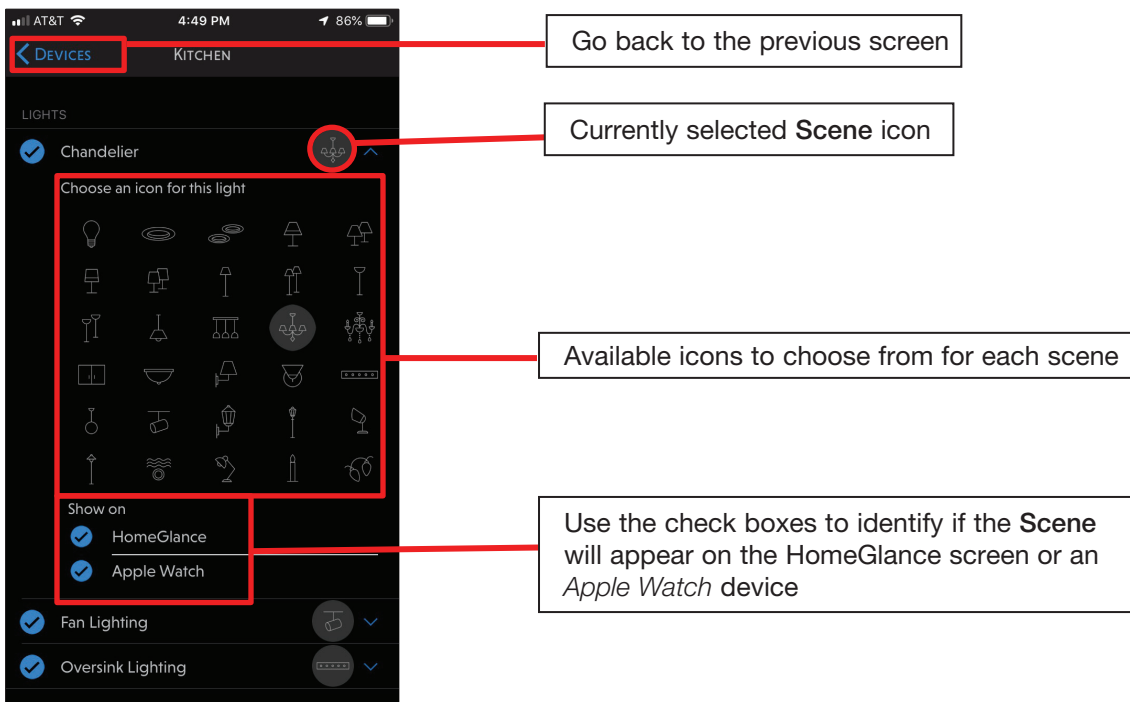 AT&T 4:49 PM 86%
DEVICES KITCHEN
Go back to the previous screen
LIGHTS
Currently selected Scene icon
Chandelier
Choose an icon for this light
Available icons to choose from for each scene
Show on
HomeGlance
Apple Watch
Use the check boxes to identify if the Scene
will appear on the HomeGlance screen or an
Apple Watch device
Fan Lighting
Oversink Lighting